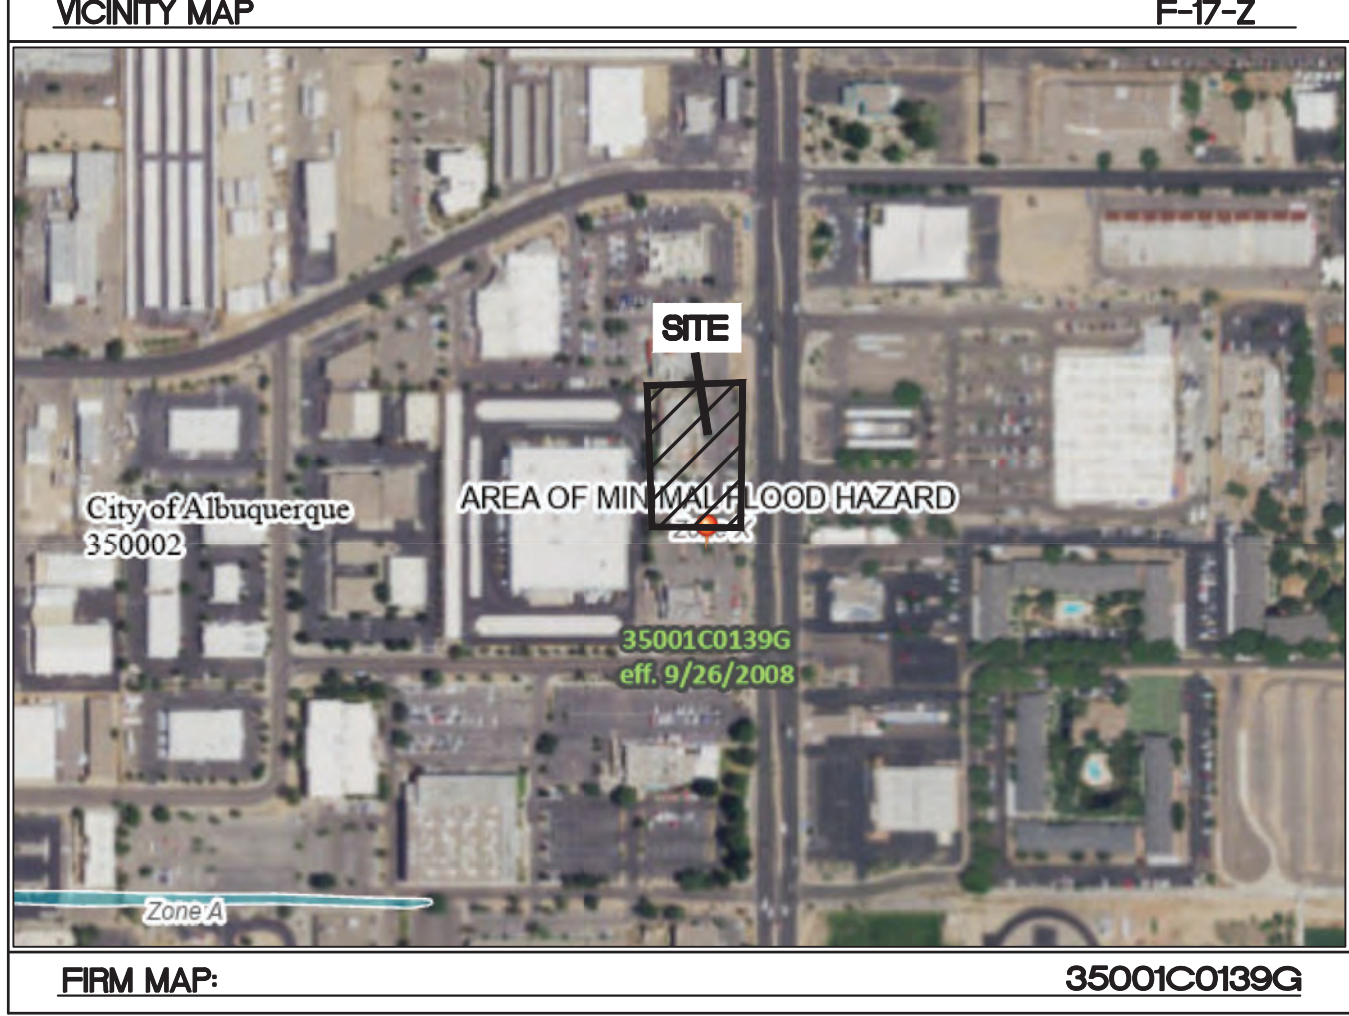 VICINITY MAP F-17-Z
SITE
City of Albuquerque
350002
AREA OF MINIMAL FLOOD HAZARD
Zone X
35001C0139G
eff. 9/26/2008
Zone A
FIRM MAP: 35001C0139G